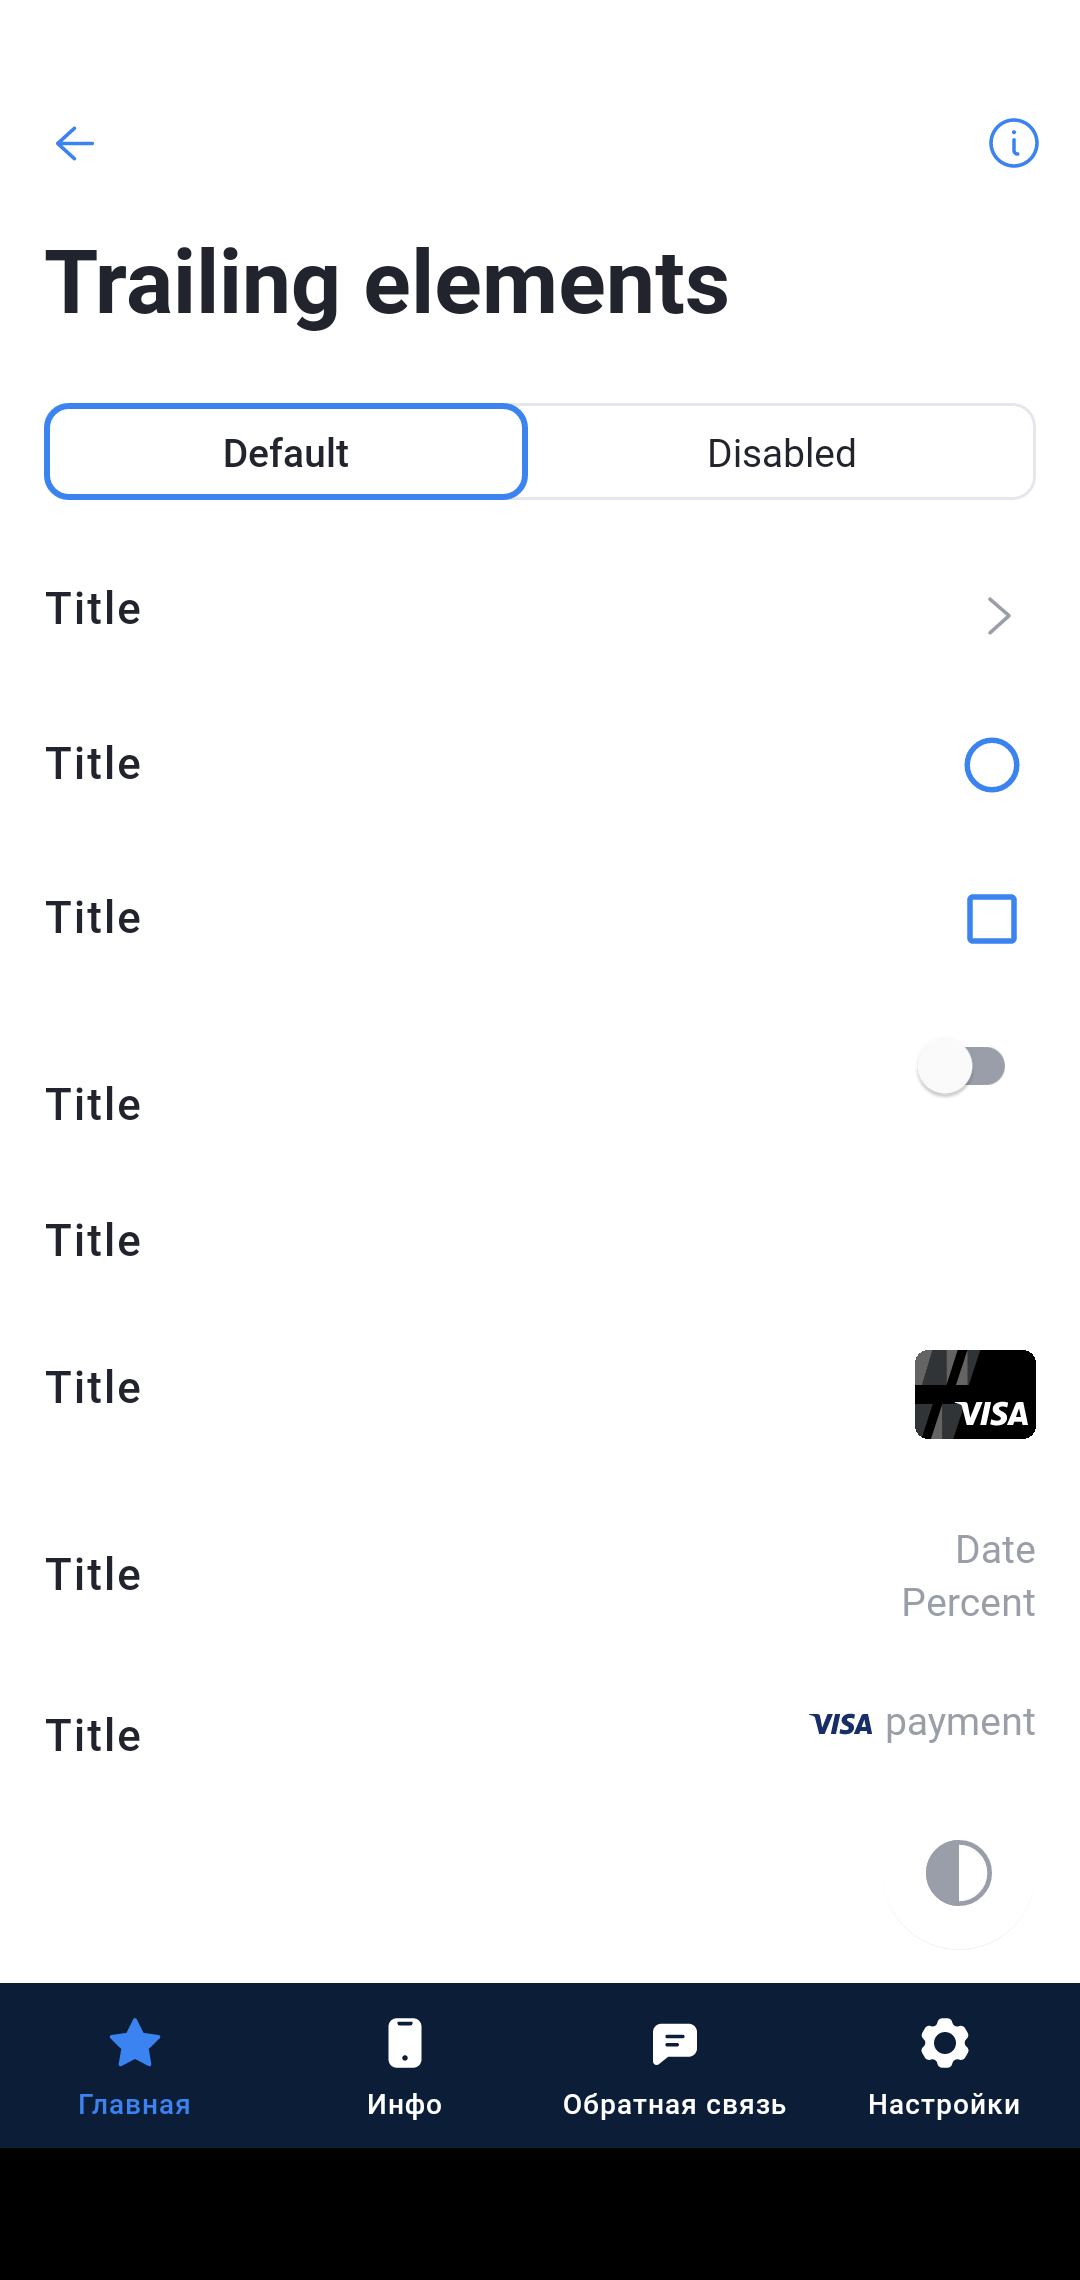 Trailing elements
Default
Disabled
Title
Title
Title
Title
Title
Title
VISA
Title
Date
Percent
Title
VISA payment
Главная
Инфо
Обратная связь
Настройки